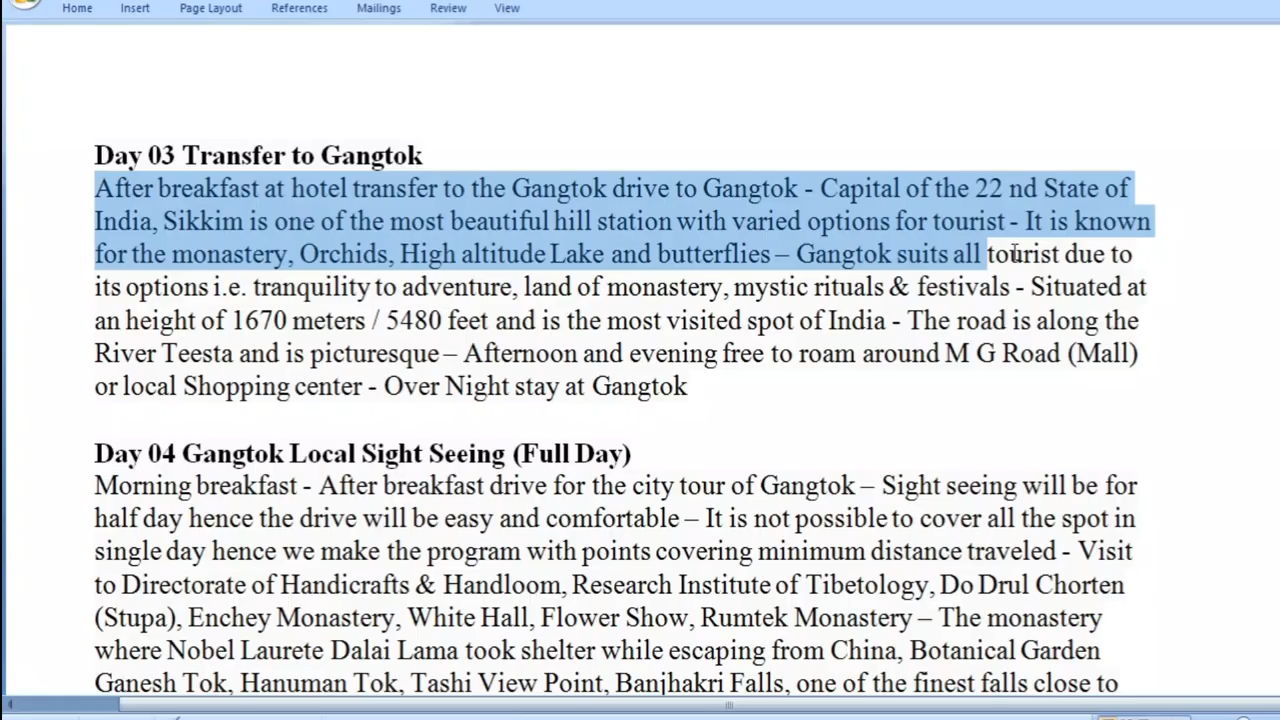 Home Insert Page Layout References Mailings Review View
Day 03 Transfer to Gangtok
After breakfast at hotel transfer to the Gangtok drive to Gangtok - Capital of the 22 nd State of
India, Sikkim is one of the most beautiful hill station with varied options for tourist - It is known
for the monastery, Orchids, High altitude Lake and butterflies – Gangtok suits all tourist due to
its options i.e. tranquility to adventure, land of monastery, mystic rituals & festivals - Situated at
an height of 1670 meters / 5480 feet and is the most visited spot of India - The road is along the
River Teesta and is picturesque – Afternoon and evening free to roam around M G Road (Mall)
or local Shopping center - Over Night stay at Gangtok
Day 04 Gangtok Local Sight Seeing (Full Day)
Morning breakfast - After breakfast drive for the city tour of Gangtok – Sight seeing will be for
half day hence the drive will be easy and comfortable – It is not possible to cover all the spot in
single day hence we make the program with points covering minimum distance traveled - Visit
to Directorate of Handicrafts & Handloom, Research Institute of Tibetology, Do Drul Chorten
(Stupa), Enchey Monastery, White Hall, Flower Show, Rumtek Monastery – The monastery
where Nobel Laurete Dalai Lama took shelter while escaping from China, Botanical Garden
Ganesh Tok, Hanuman Tok, Tashi View Point, Banjhakri Falls, one of the finest falls close to